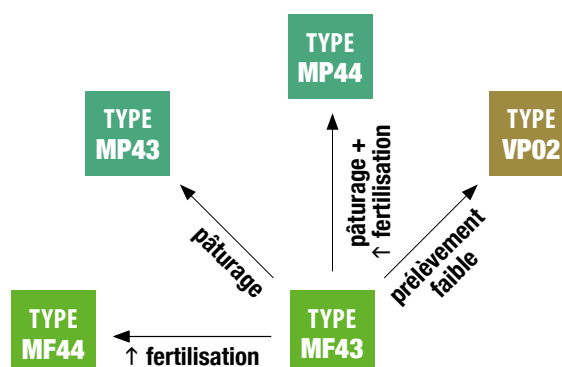 TYPE
MP44
TYPE
MP43
TYPE
VP02
pâturage
pâturage +
↑ fertilisation
prélèvement
faible
TYPE
MF44
↑ fertilisation
TYPE
MF43